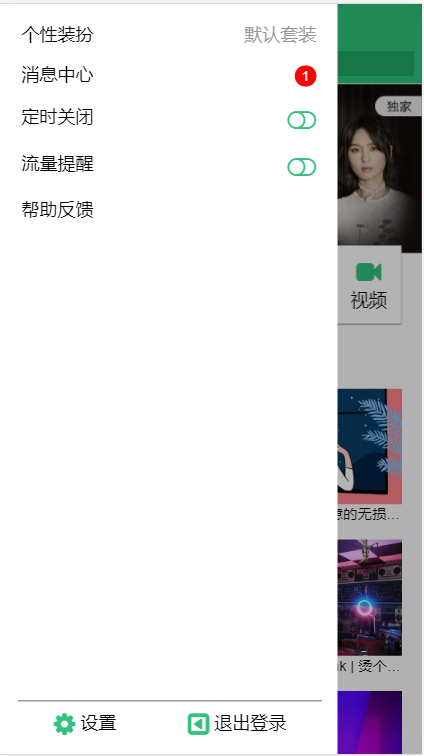 个性装扮 默认套装
消息中心 1
定时关闭
流量提醒
帮助反馈
独家
视频
的无损...
k | 烫个...
设置 退出登录